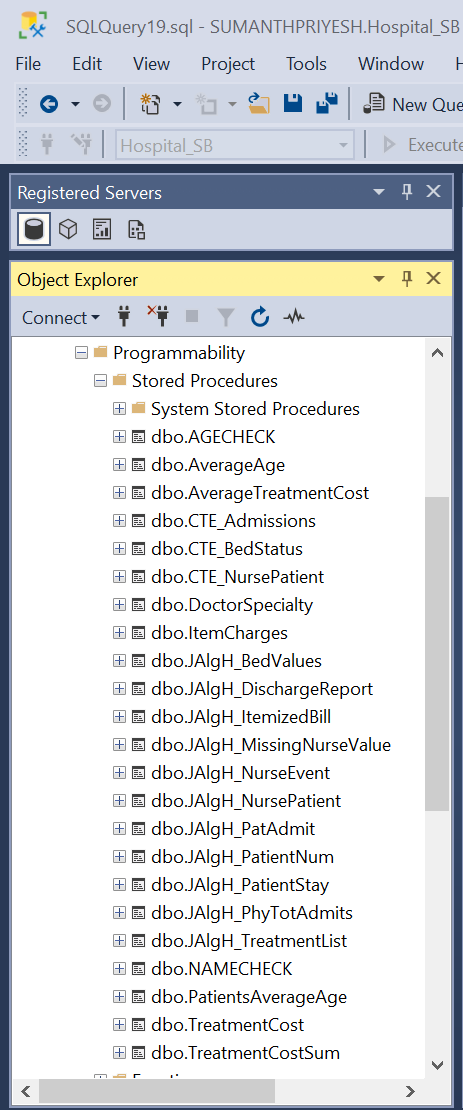 SQLQuery19.sql - SUMANTHPRIYESH.Hospital_SB
File Edit View Project Tools Window
New Que
Hospital_SB Execute
Registered Servers
Object Explorer
Connect
Programmability
Stored Procedures
System Stored Procedures
dbo.AGECHECK
dbo.AverageAge
dbo.AverageTreatmentCost
dbo.CTE_Admissions
dbo.CTE_BedStatus
dbo.CTE_NursePatient
dbo.DoctorSpecialty
dbo.ItemCharges
dbo.JAlgH_BedValues
dbo.JAlgH_DischargeReport
dbo.JAlgH_ItemizedBill
dbo.JAlgH_MissingNurseValue
dbo.JAlgH_NurseEvent
dbo.JAlgH_NursePatient
dbo.JAlgH_PatAdmit
dbo.JAlgH_PatientNum
dbo.JAlgH_PatientStay
dbo.JAlgH_PhyTotAdmits
dbo.JAlgH_TreatmentList
dbo.NAMECHECK
dbo.PatientsAverageAge
dbo.TreatmentCost
dbo.TreatmentCostSum